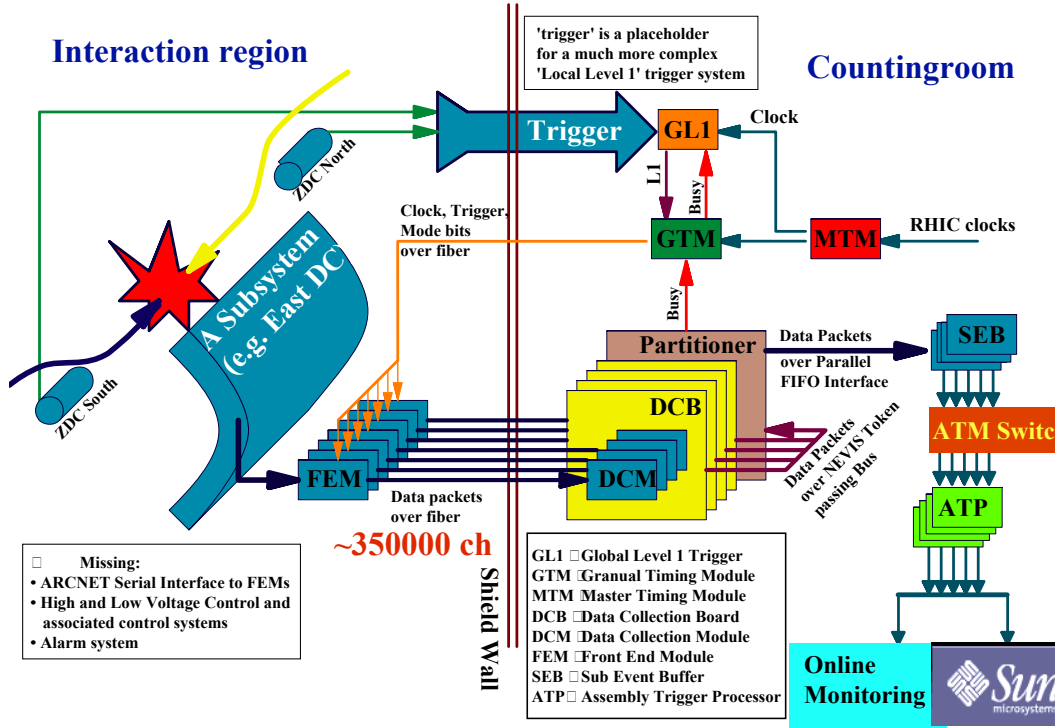 Interaction region
'trigger' is a placeholder
for a much more complex
'Local Level 1' trigger system
Countingroom
Trigger
GL1
Clock
ZDC North
L1
Busy
Clock, Trigger,
Mode bits
over fiber
GTM
MTM
RHIC clocks
A Subsystem
(e.g. East DC
Busy
ZDC South
Partitioner
Data Packets
over Parallel
FIFO Interface
SEB
DCB
ATM Switc
FEM
DCM
Data packets
over fiber
Data Packets
over NEVIS Token
passing Bus
ATP
~350000 ch
Shield Wall
Missing:
• ARCNET Serial Interface to FEMs
• High and Low Voltage Control and
associated control systems
• Alarm system
GL1 □Global Level 1 Trigger
GTM □Granual Timing Module
MTM □Master Timing Module
DCB □Data Collection Board
DCM □Data Collection Module
FEM □Front End Module
SEB □Sub Event Buffer
ATP□ Assembly Trigger Processor
Online
Monitoring
Sun
microsystems